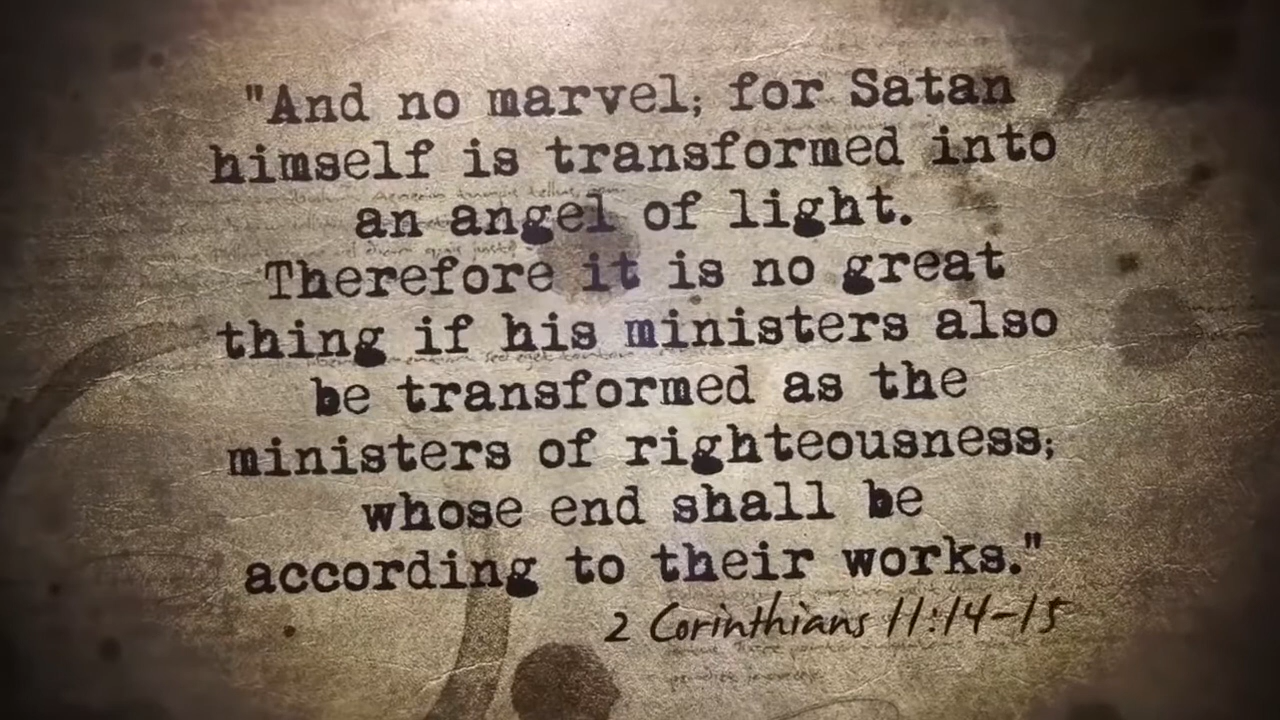 "And no marvel; for Satan
himself is transformed into
an angel of light.
Therefore it is no great
thing if his ministers also
be transformed as the
ministers of righteousness;
whose end shall be
according to their works."
2 Corinthians 11:14-15